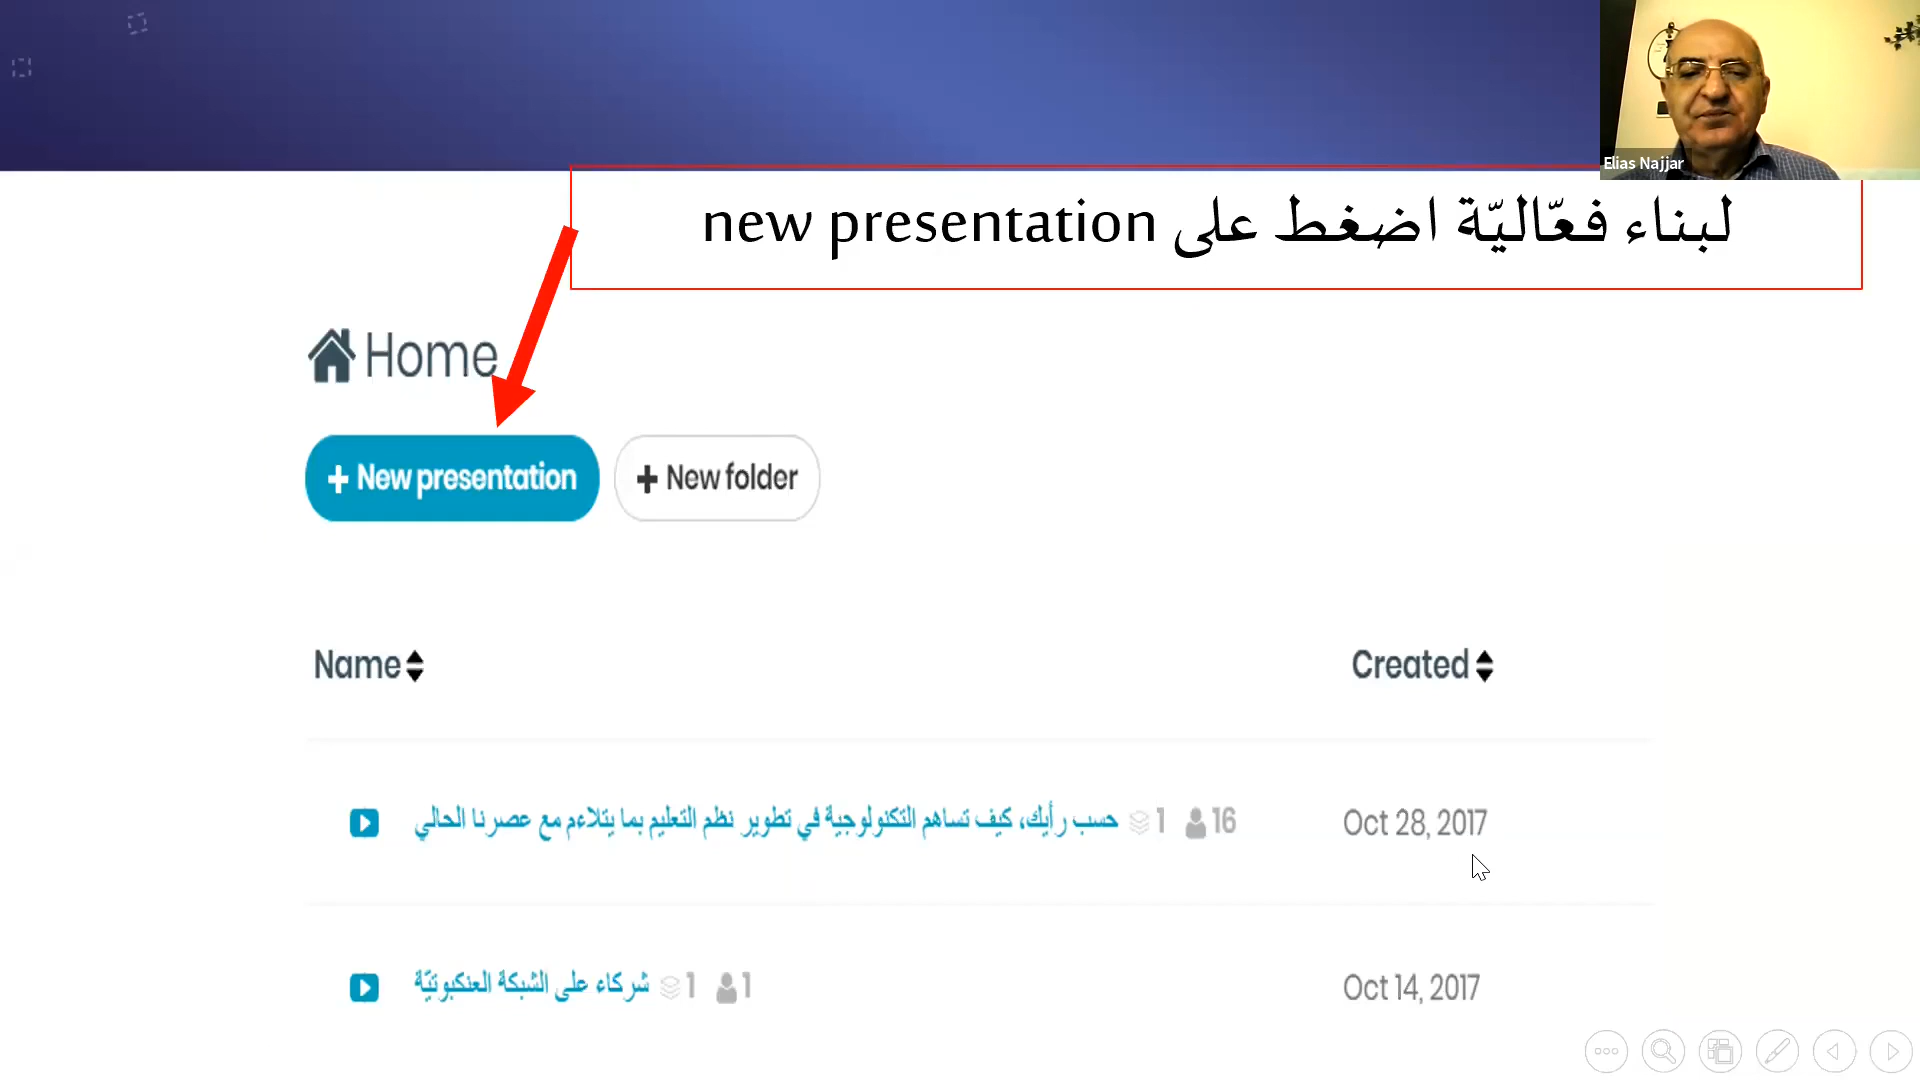 Elias Najjar
لبناء فعّاليّة اضغط على new presentation
Home
+ New presentation
+ New folder
Name
Created
حسب رأيك، كيف تساهم التكنولوجية في تطوير نظم التعليم بما يتلاءم مع عصرنا الحالي 1 16
Oct 28, 2017
شركاء على الشبكة العنكبوتيّة 1 1
Oct 14, 2017